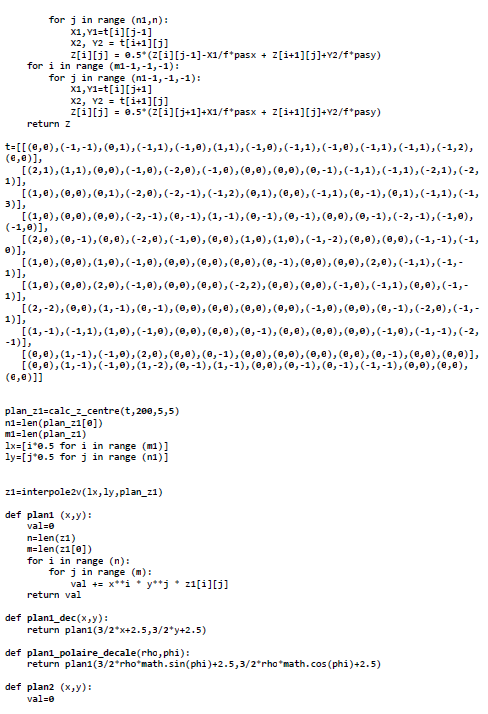 for j in range (n1,n):
X1,Y1=t[i][j-1]
X2, Y2 = t[i+1][j]
Z[i][j] = 0.5*(Z[i][j-1]-X1/f*pasx + Z[i+1][j]+Y2/f*pasy)
for i in range (m1-1,-1,-1):
for j in range (n1-1,-1,-1):
X1,Y1=t[i][j+1]
X2, Y2 = t[i+1][j]
Z[i][j] = 0.5*(Z[i][j+1]+X1/f*pasx + Z[i+1][j]+Y2/f*pasy)
return Z
t=[[(0,0),(-1,-1),(0,1),(-1,1),(-1,0),(1,1),(-1,0),(-1,1),(-1,0),(-1,1),(-1,1),(-1,2),
(0,0)],
[(2,1),(1,1),(0,0),(-1,0),(-2,0),(-1,0),(0,0),(0,0),(0,-1),(-1,1),(-1,1),(-2,1),(-2,
1)],
[(1,0),(0,0),(0,1),(-2,0),(-2,-1),(-1,2),(0,1),(0,0),(-1,1),(0,-1),(0,1),(-1,1),(-1,
3)],
[(1,0),(0,0),(0,0),(-2,-1),(0,-1),(1,-1),(0,-1),(0,-1),(0,0),(0,-1),(-2,-1),(-1,0),
(-1,0)],
[(2,0),(0,-1),(0,0),(-2,0),(-1,0),(0,0),(1,0),(1,0),(-1,-2),(0,0),(0,0),(-1,-1),(-1,
0)],
[(1,0),(0,0),(1,0),(-1,0),(0,0),(0,0),(0,0),(0,-1),(0,0),(0,0),(2,0),(-1,1),(-1,-
1)],
[(1,0),(0,0),(2,0),(-1,0),(0,0),(0,0),(-2,2),(0,0),(0,0),(-1,0),(-1,1),(0,0),(-1,-
1)],
[(2,-2),(0,0),(1,-1),(0,-1),(0,0),(0,0),(0,0),(0,0),(-1,0),(0,0),(0,-1),(-2,0),(-1,-
1)],
[(1,-1),(-1,1),(1,0),(-1,0),(0,0),(0,0),(0,-1),(0,0),(0,0),(0,0),(-1,0),(-1,-1),(-2,
-1)],
[(0,0),(1,-1),(-1,0),(2,0),(0,0),(0,-1),(0,0),(0,0),(0,0),(0,0),(0,-1),(0,0),(0,0)],
[(0,0),(1,-1),(-1,0),(1,-2),(0,-1),(1,-1),(0,0),(0,-1),(0,-1),(-1,-1),(0,0),(0,0),
(0,0)]]
plan_z1=calc_z_centre(t,200,5,5)
n1=len(plan_z1[0])
m1=len(plan_z1)
lx=[i*0.5 for i in range (m1)]
ly=[j*0.5 for j in range (n1)]
z1=interpole2v(lx,ly,plan_z1)
def plan1 (x,y):
val=0
n=len(z1)
m=len(z1[0])
for i in range (n):
for j in range (m):
val += x**i * y**j * z1[i][j]
return val
def plan1_dec(x,y):
return plan1(3/2*x+2.5,3/2*y+2.5)
def plan1_polaire_decale(rho,phi):
return plan1(3/2*rho*math.sin(phi)+2.5,3/2*rho*math.cos(phi)+2.5)
def plan2 (x,y):
val=0